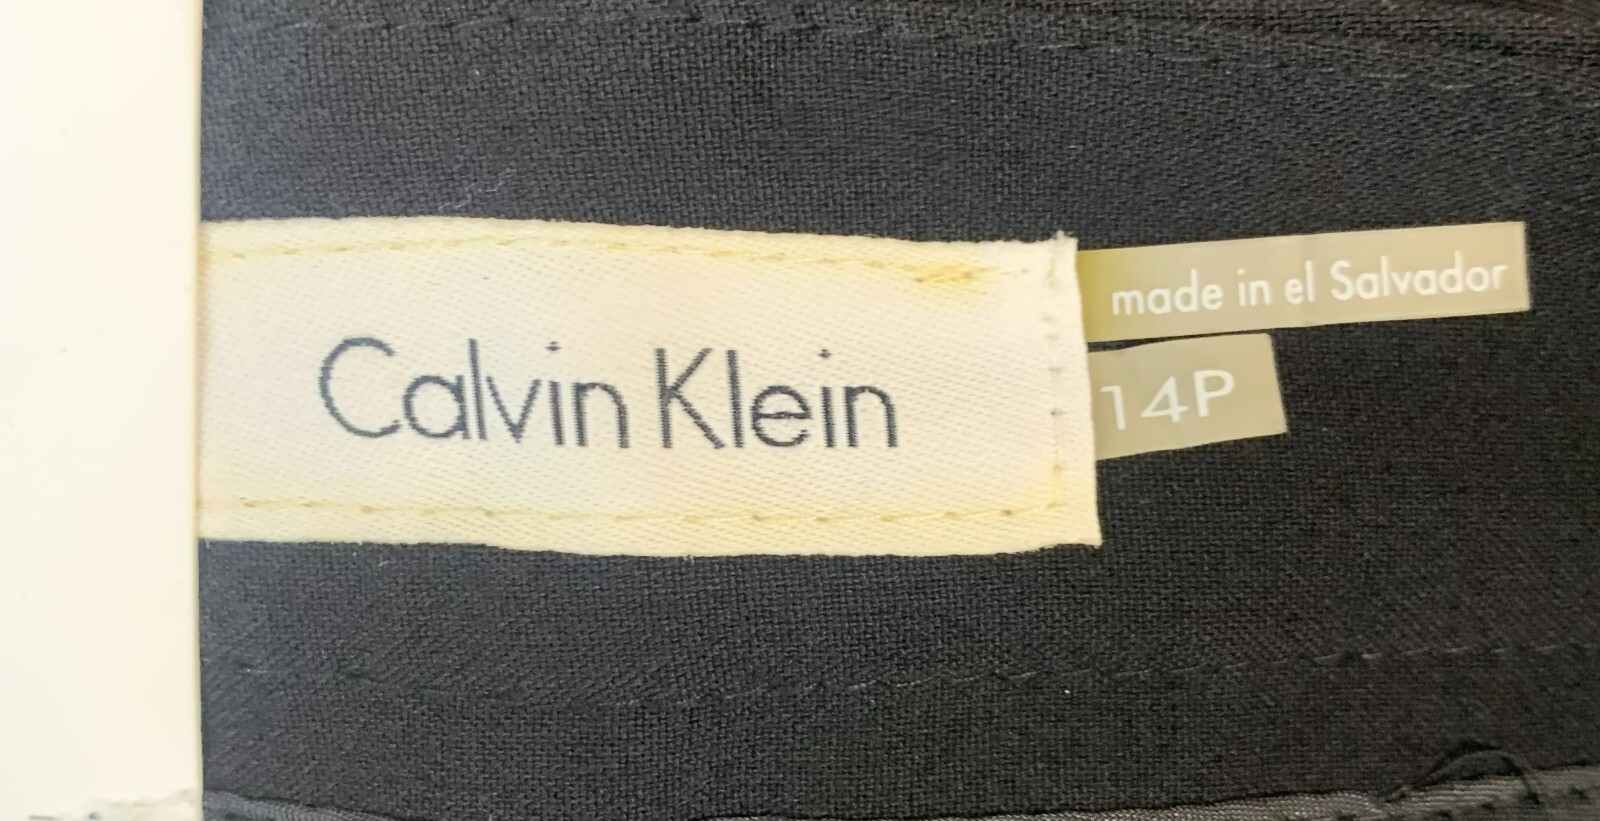 Calvin Klein
made in el Salvador
14P